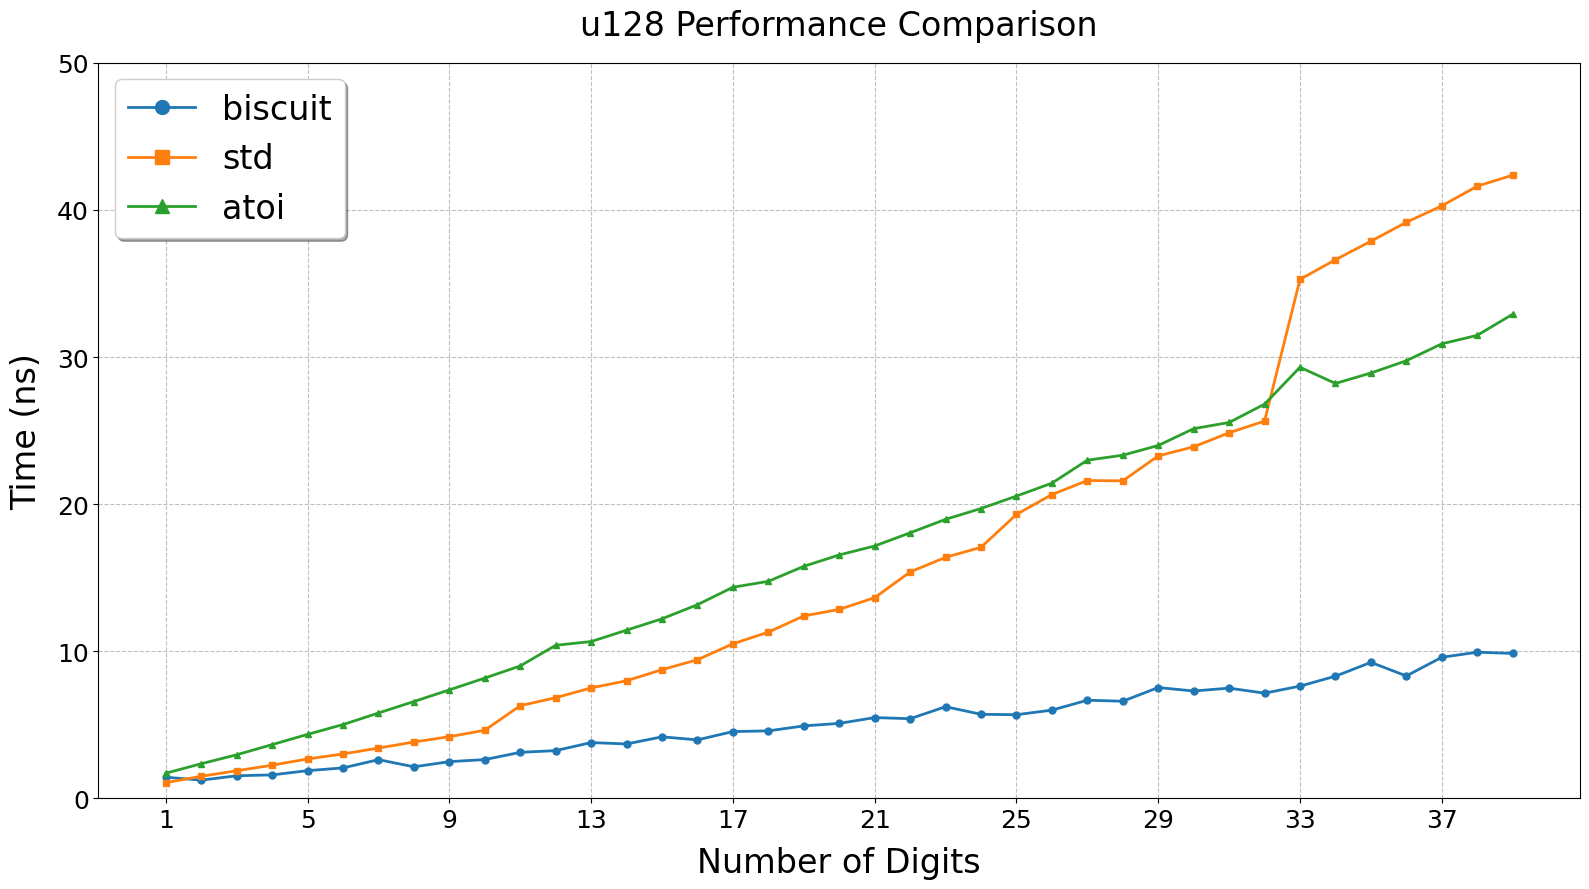 u128 Performance Comparison
biscuit
std
atoi
50
40
30
20
10
0
Time (ns)
1 5 9 13 17 21 25 29 33 37
Number of Digits